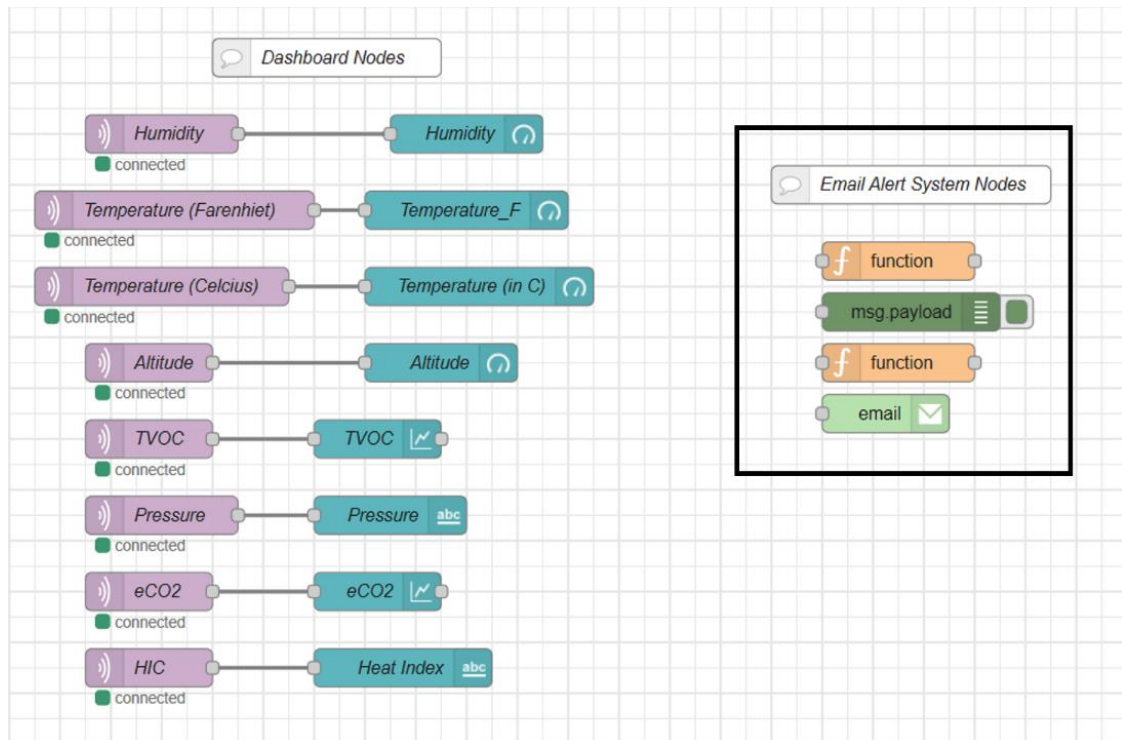 Dashboard Nodes
Humidity
Humidity
connected
Temperature (Farenhiet)
Temperature_F
connected
Temperature (Celcius)
Temperature (in C)
connected
Altitude
Altitude
connected
TVOC
TVOC
connected
Pressure
Pressure
abc
connected
eCO2
eCO2
connected
HIC
Heat Index
abc
connected
Email Alert System Nodes
function
msg.payload
function
email